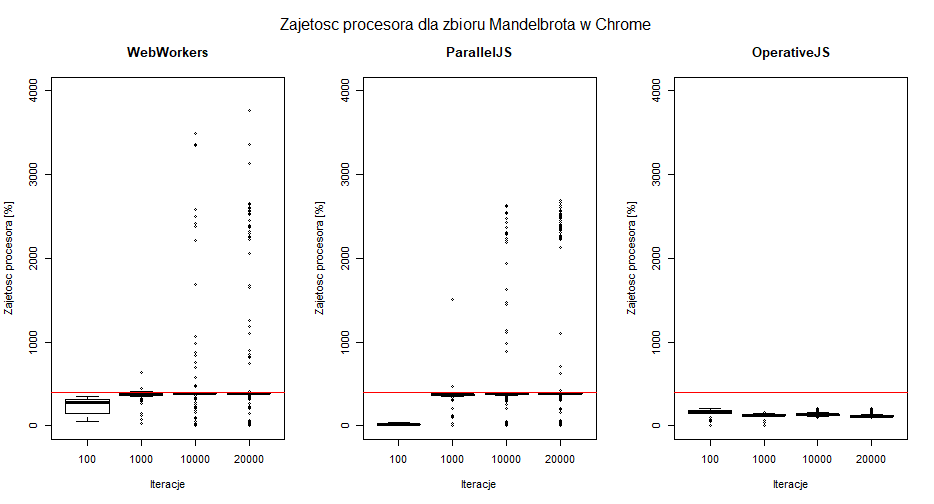 Zajetosc procesora dla zbioru Mandelbrota w Chrome
WebWorkers
Zajetosc procesora [%]
4000
3000
2000
1000
0
100 1000 10000 20000
Iteracje
ParallelJS
Zajetosc procesora [%]
4000
3000
2000
1000
0
100 1000 10000 20000
Iteracje
OperativeJS
Zajetosc procesora [%]
4000
3000
2000
1000
0
100 1000 10000 20000
Iteracje